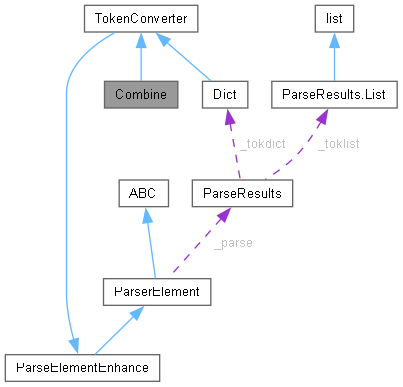 TokenConverter
list
Combine
Dict
ParseResults.List
_tokdict
_toklist
ABC
ParseResults
_parse
ParserElement
ParseElementEnhance